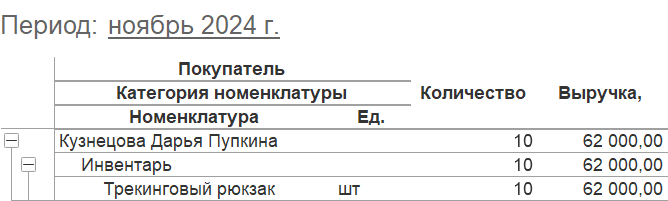 Период: ноябрь 2024 г.
Покупатель
Категория номенклатуры Количество Выручка,
Номенклатура Ед.
Кузнецова Дарья Пупкина 10 62 000,00
Инвентарь 10 62 000,00
Трекинговый рюкзак шт 10 62 000,00